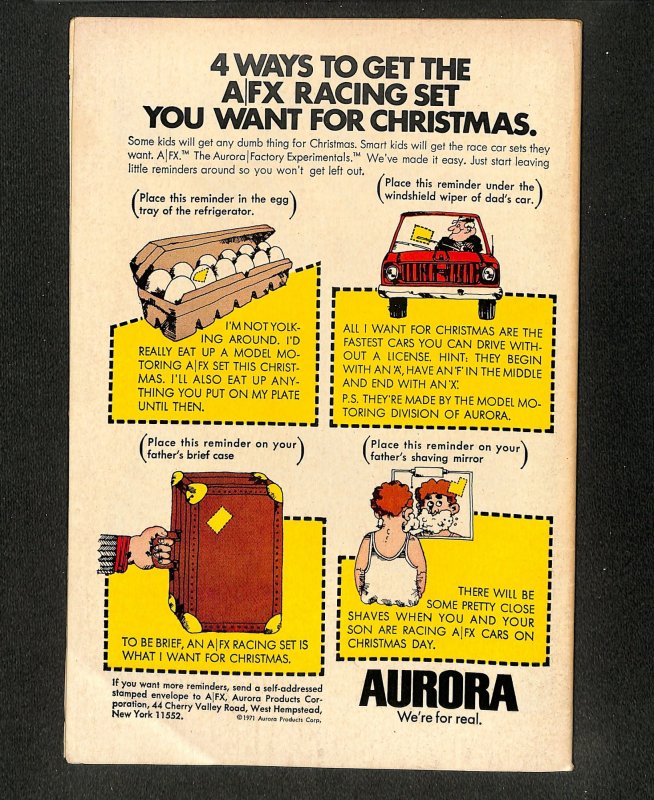 4 WAYS TO GET THE
A|FX RACING SET
YOU WANT FOR CHRISTMAS.
Some kids will get any dumb thing for Christmas. Smart kids will get the race car sets they
want. A|FX.™ The Aurora|Factory Experimentals.™ We've made it easy. Just start leaving
little reminders around so you won't get left out.
(Place this reminder in the egg
tray of the refrigerator.)
(Place this reminder under the
windshield wiper of dad's car.)
I'M NOT YOLK-
ING AROUND. I'D
REALLY EAT UP A MODEL MO-
TORING A|FX SET THIS CHRIST-
MAS. I'LL ALSO EAT UP ANY-
THING YOU PUT ON MY PLATE
UNTIL THEN.
ALL I WANT FOR CHRISTMAS ARE THE
FASTEST CARS YOU CAN DRIVE WITH-
OUT A LICENSE. HINT: THEY BEGIN
WITH AN 'A', HAVE AN 'F' IN THE MIDDLE
AND END WITH AN 'X'.
P.S. THEY'RE MADE BY THE MODEL MO-
TORING DIVISION OF AURORA.
(Place this reminder on your
father's brief case)
(Place this reminder on your
father's shaving mirror)
TO BE BRIEF, AN A|FX RACING SET IS
WHAT I WANT FOR CHRISTMAS.
THERE WILL BE
SOME PRETTY CLOSE
SHAVES WHEN YOU AND YOUR
SON ARE RACING A|FX CARS ON
CHRISTMAS DAY.
If you want more reminders, send a self-addressed
stamped envelope to A|FX, Aurora Products Cor-
poration, 44 Cherry Valley Road, West Hempstead,
New York 11552.
©1971 Aurora Products Corp.
AURORA
We're for real.